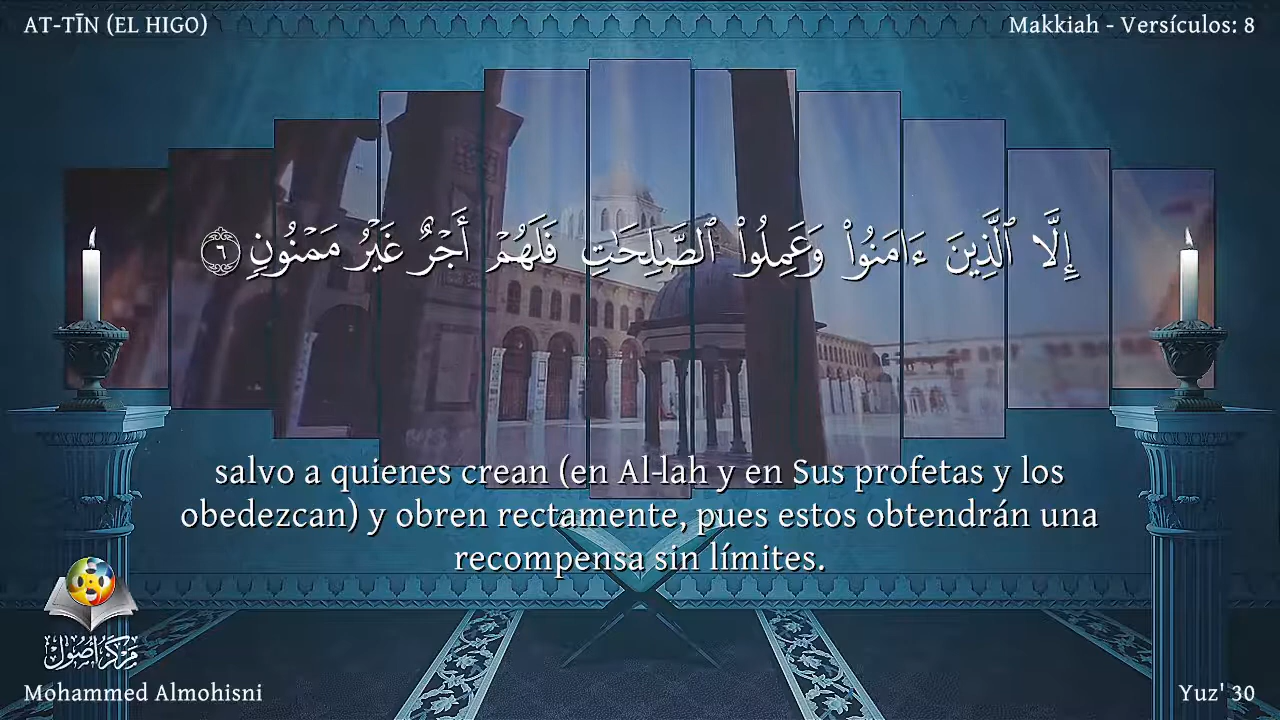 AT-TĪN (EL HIGO)
Makkiah - Versículos: 8
إِلَّا ٱلَّذِينَ ءَامَنُوا۟ وَعَمِلُوا۟ ٱلصَّـٰلِحَـٰتِ فَلَهُمْ أَجْرٌ غَيْرُ مَمْنُونٍ ٦
salvo a quienes crean (en Al-lah y en Sus profetas y los
obedezcan) y obren rectamente, pues estos obtendrán una
recompensa sin límites.
مركز أصول
Mohammed Almohisni
Yuz' 30